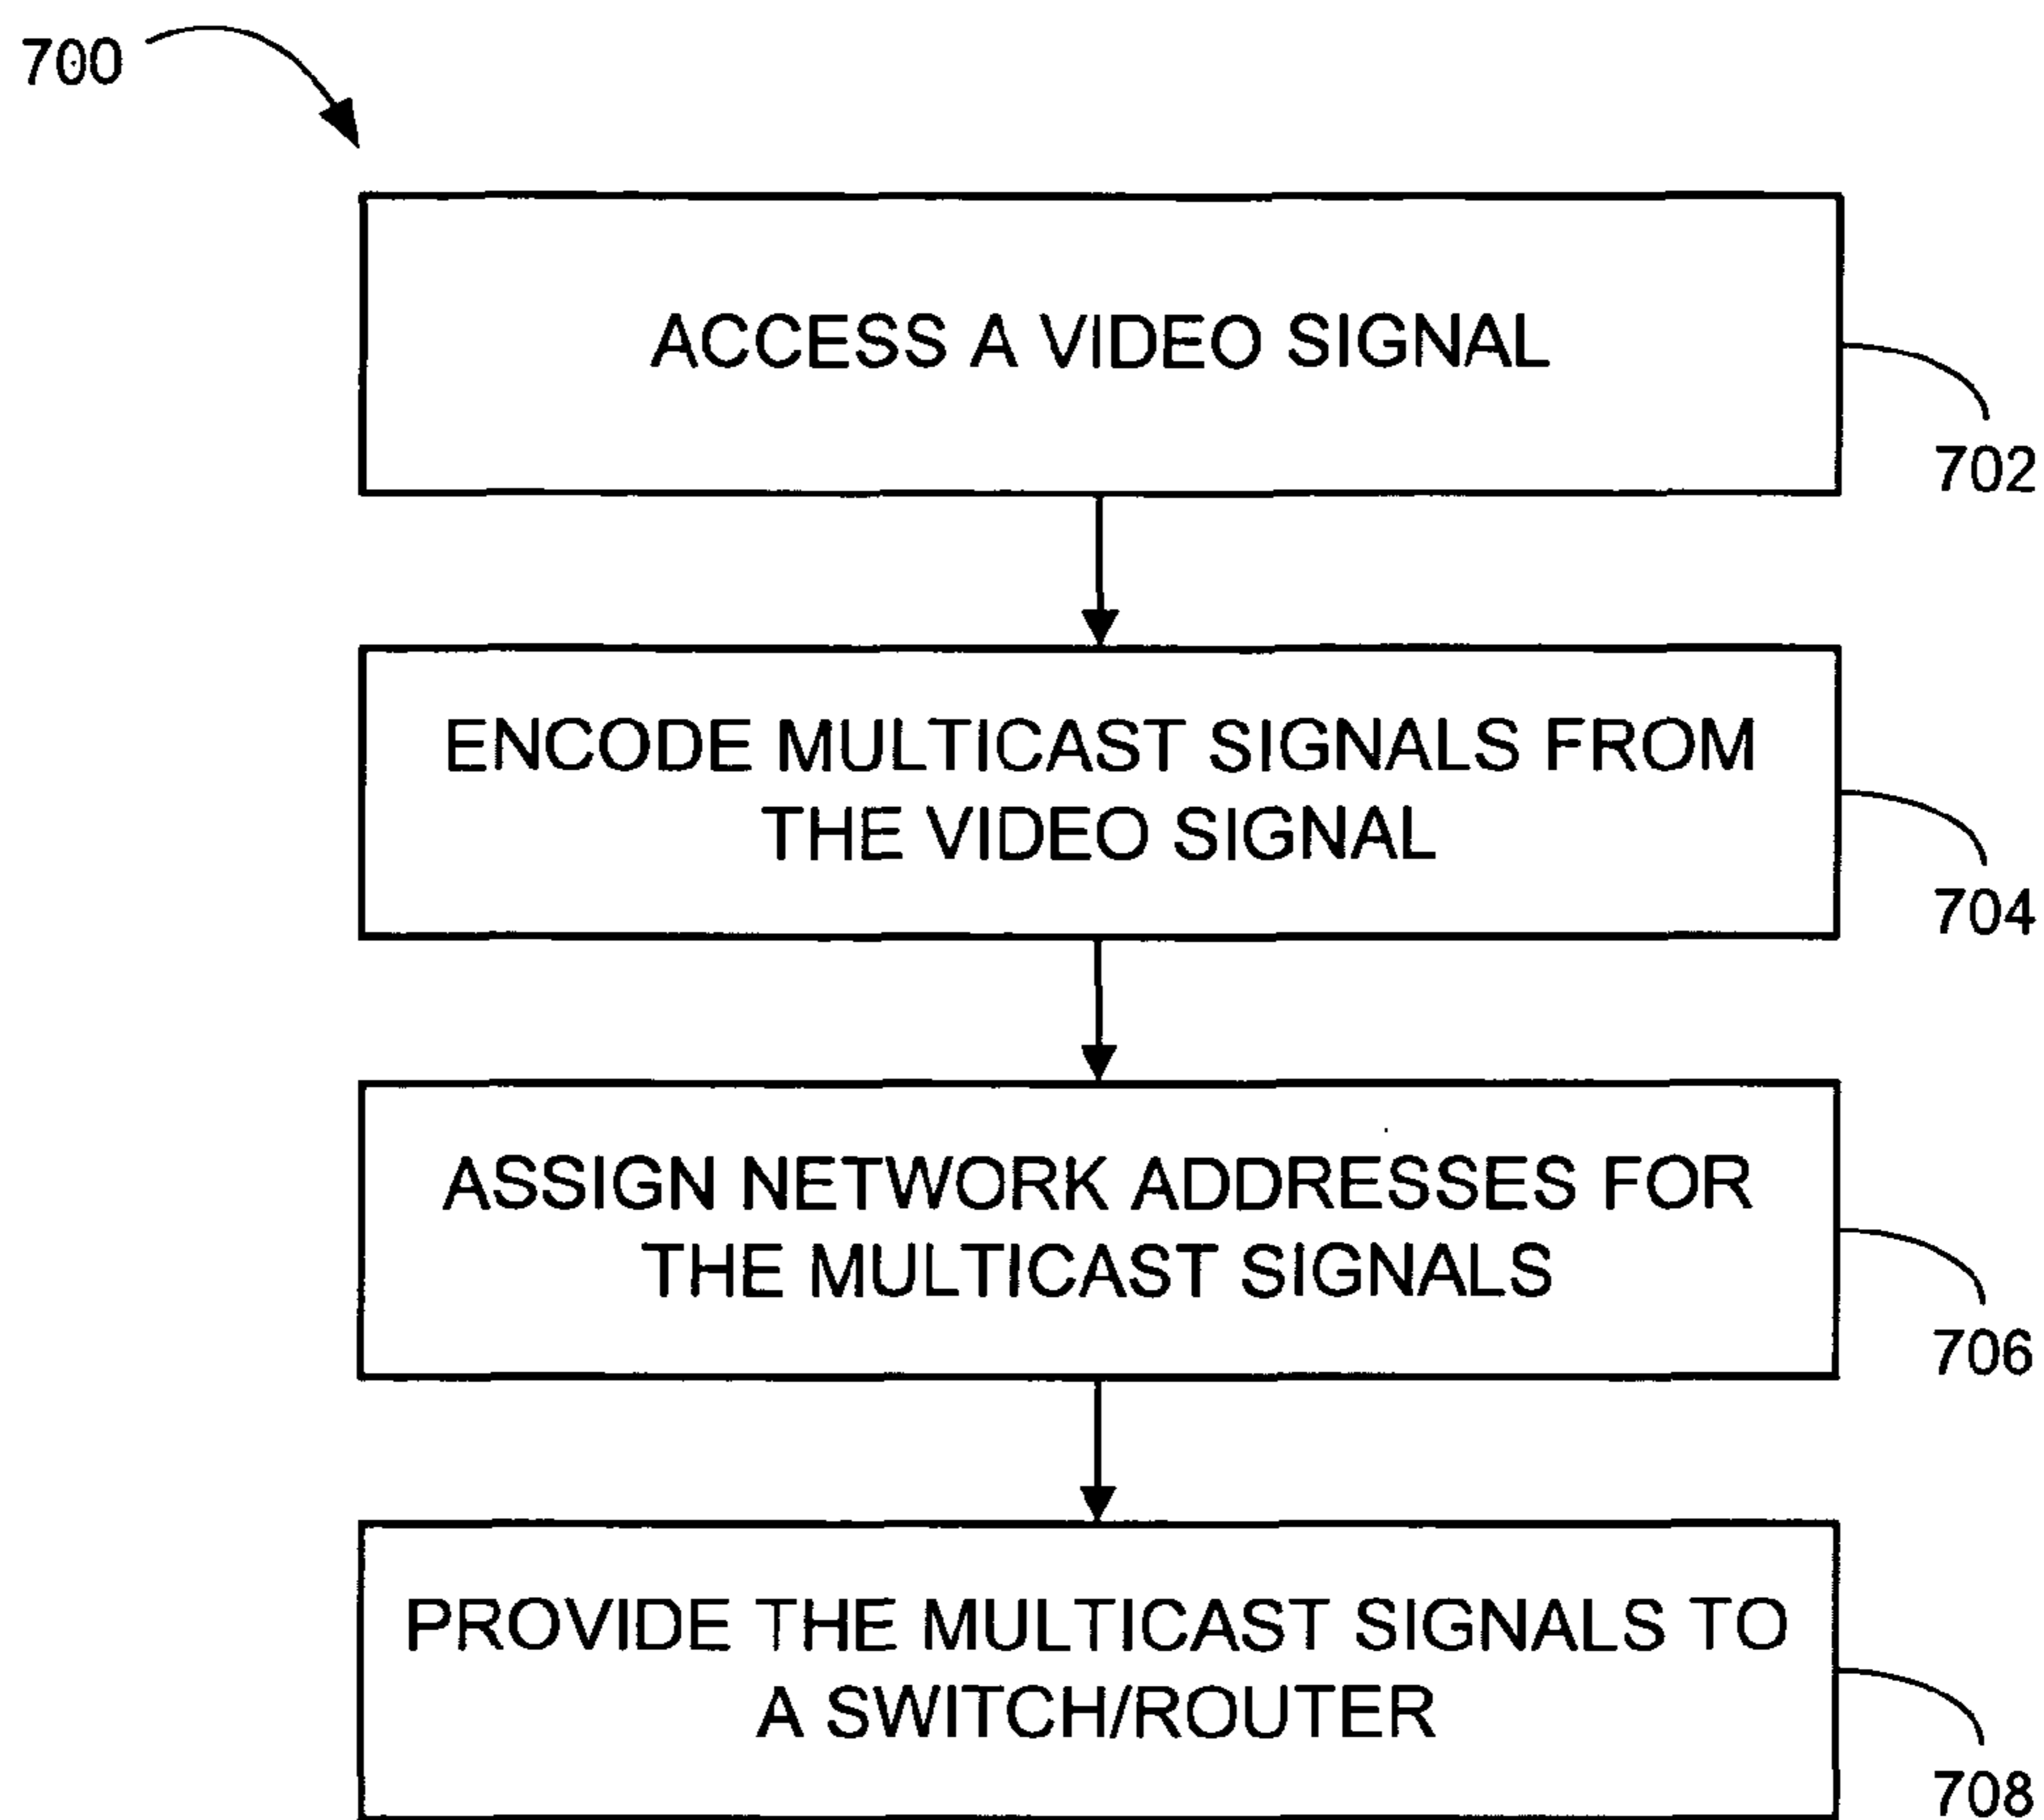 700
ACCESS A VIDEO SIGNAL
702
ENCODE MULTICAST SIGNALS FROM
THE VIDEO SIGNAL
704
ASSIGN NETWORK ADDRESSES FOR
THE MULTICAST SIGNALS
706
PROVIDE THE MULTICAST SIGNALS TO
A SWITCH/ROUTER
708